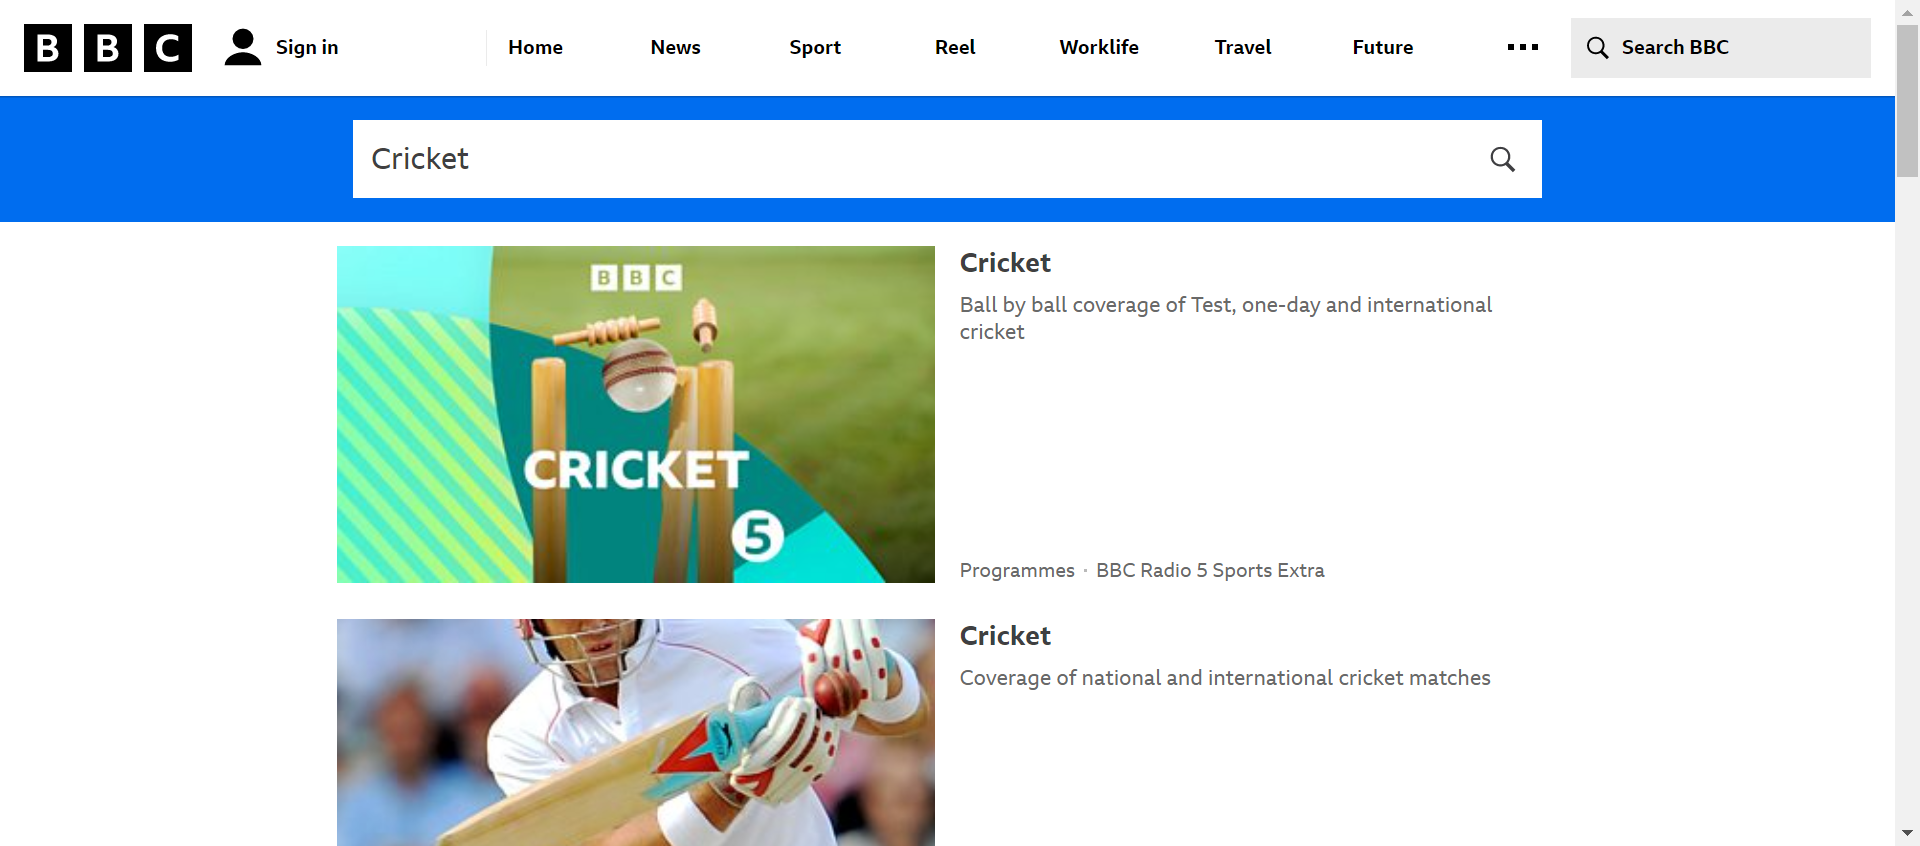 BBC
Sign in
Home
News
Sport
Reel
Worklife
Travel
Future
Search BBC
Cricket
BBC
CRICKET
5
Cricket
Ball by ball coverage of Test, one-day and international
cricket
Programmes
BBC Radio 5 Sports Extra
Cricket
Coverage of national and international cricket matches